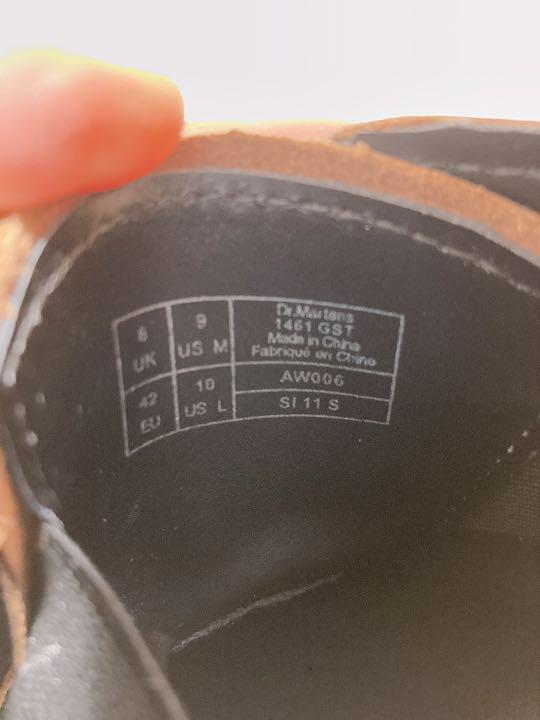 8 UK
9 US M
Dr.Martens
1461 GST
Made in China
Fabriqué en Chine
42 EU
10 US L
AW006
SI 11 S